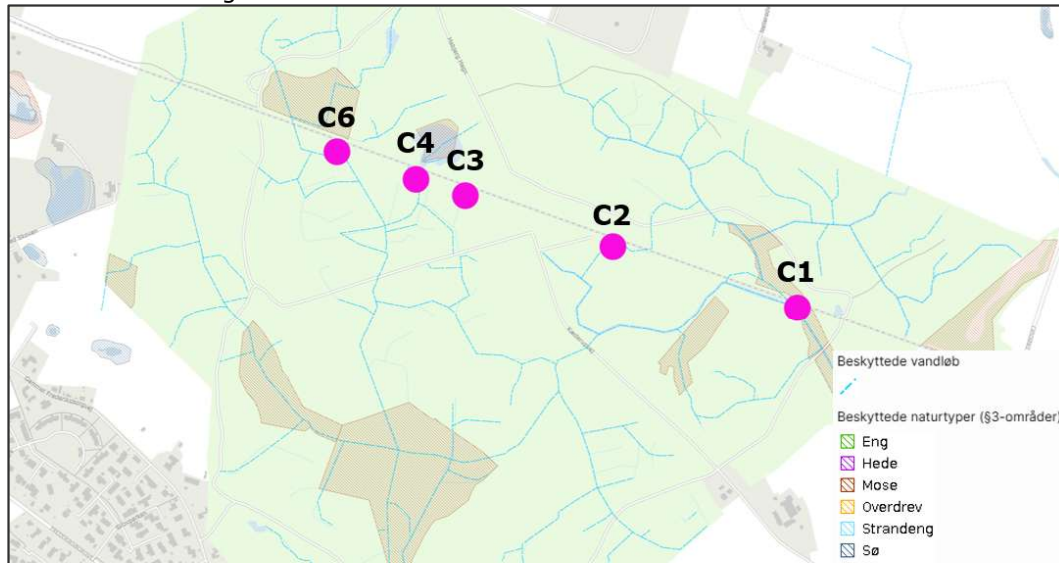 C6
C4
C3
C2
C1
Beskyttede vandløb
Beskyttede naturtyper (§3-områder)
Eng
Hede
Mose
Overdrev
Strandeng
Sø